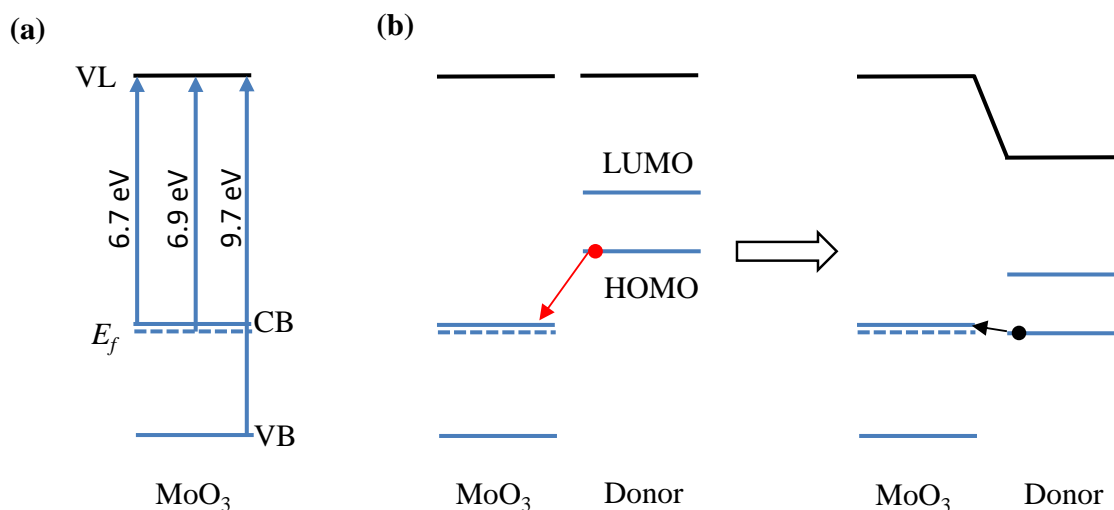 (a)
VL
6.7 eV
6.9 eV
9.7 eV
CB
E_f
VB
MoO₃
(b)
LUMO
HOMO
MoO₃
Donor
MoO₃
Donor